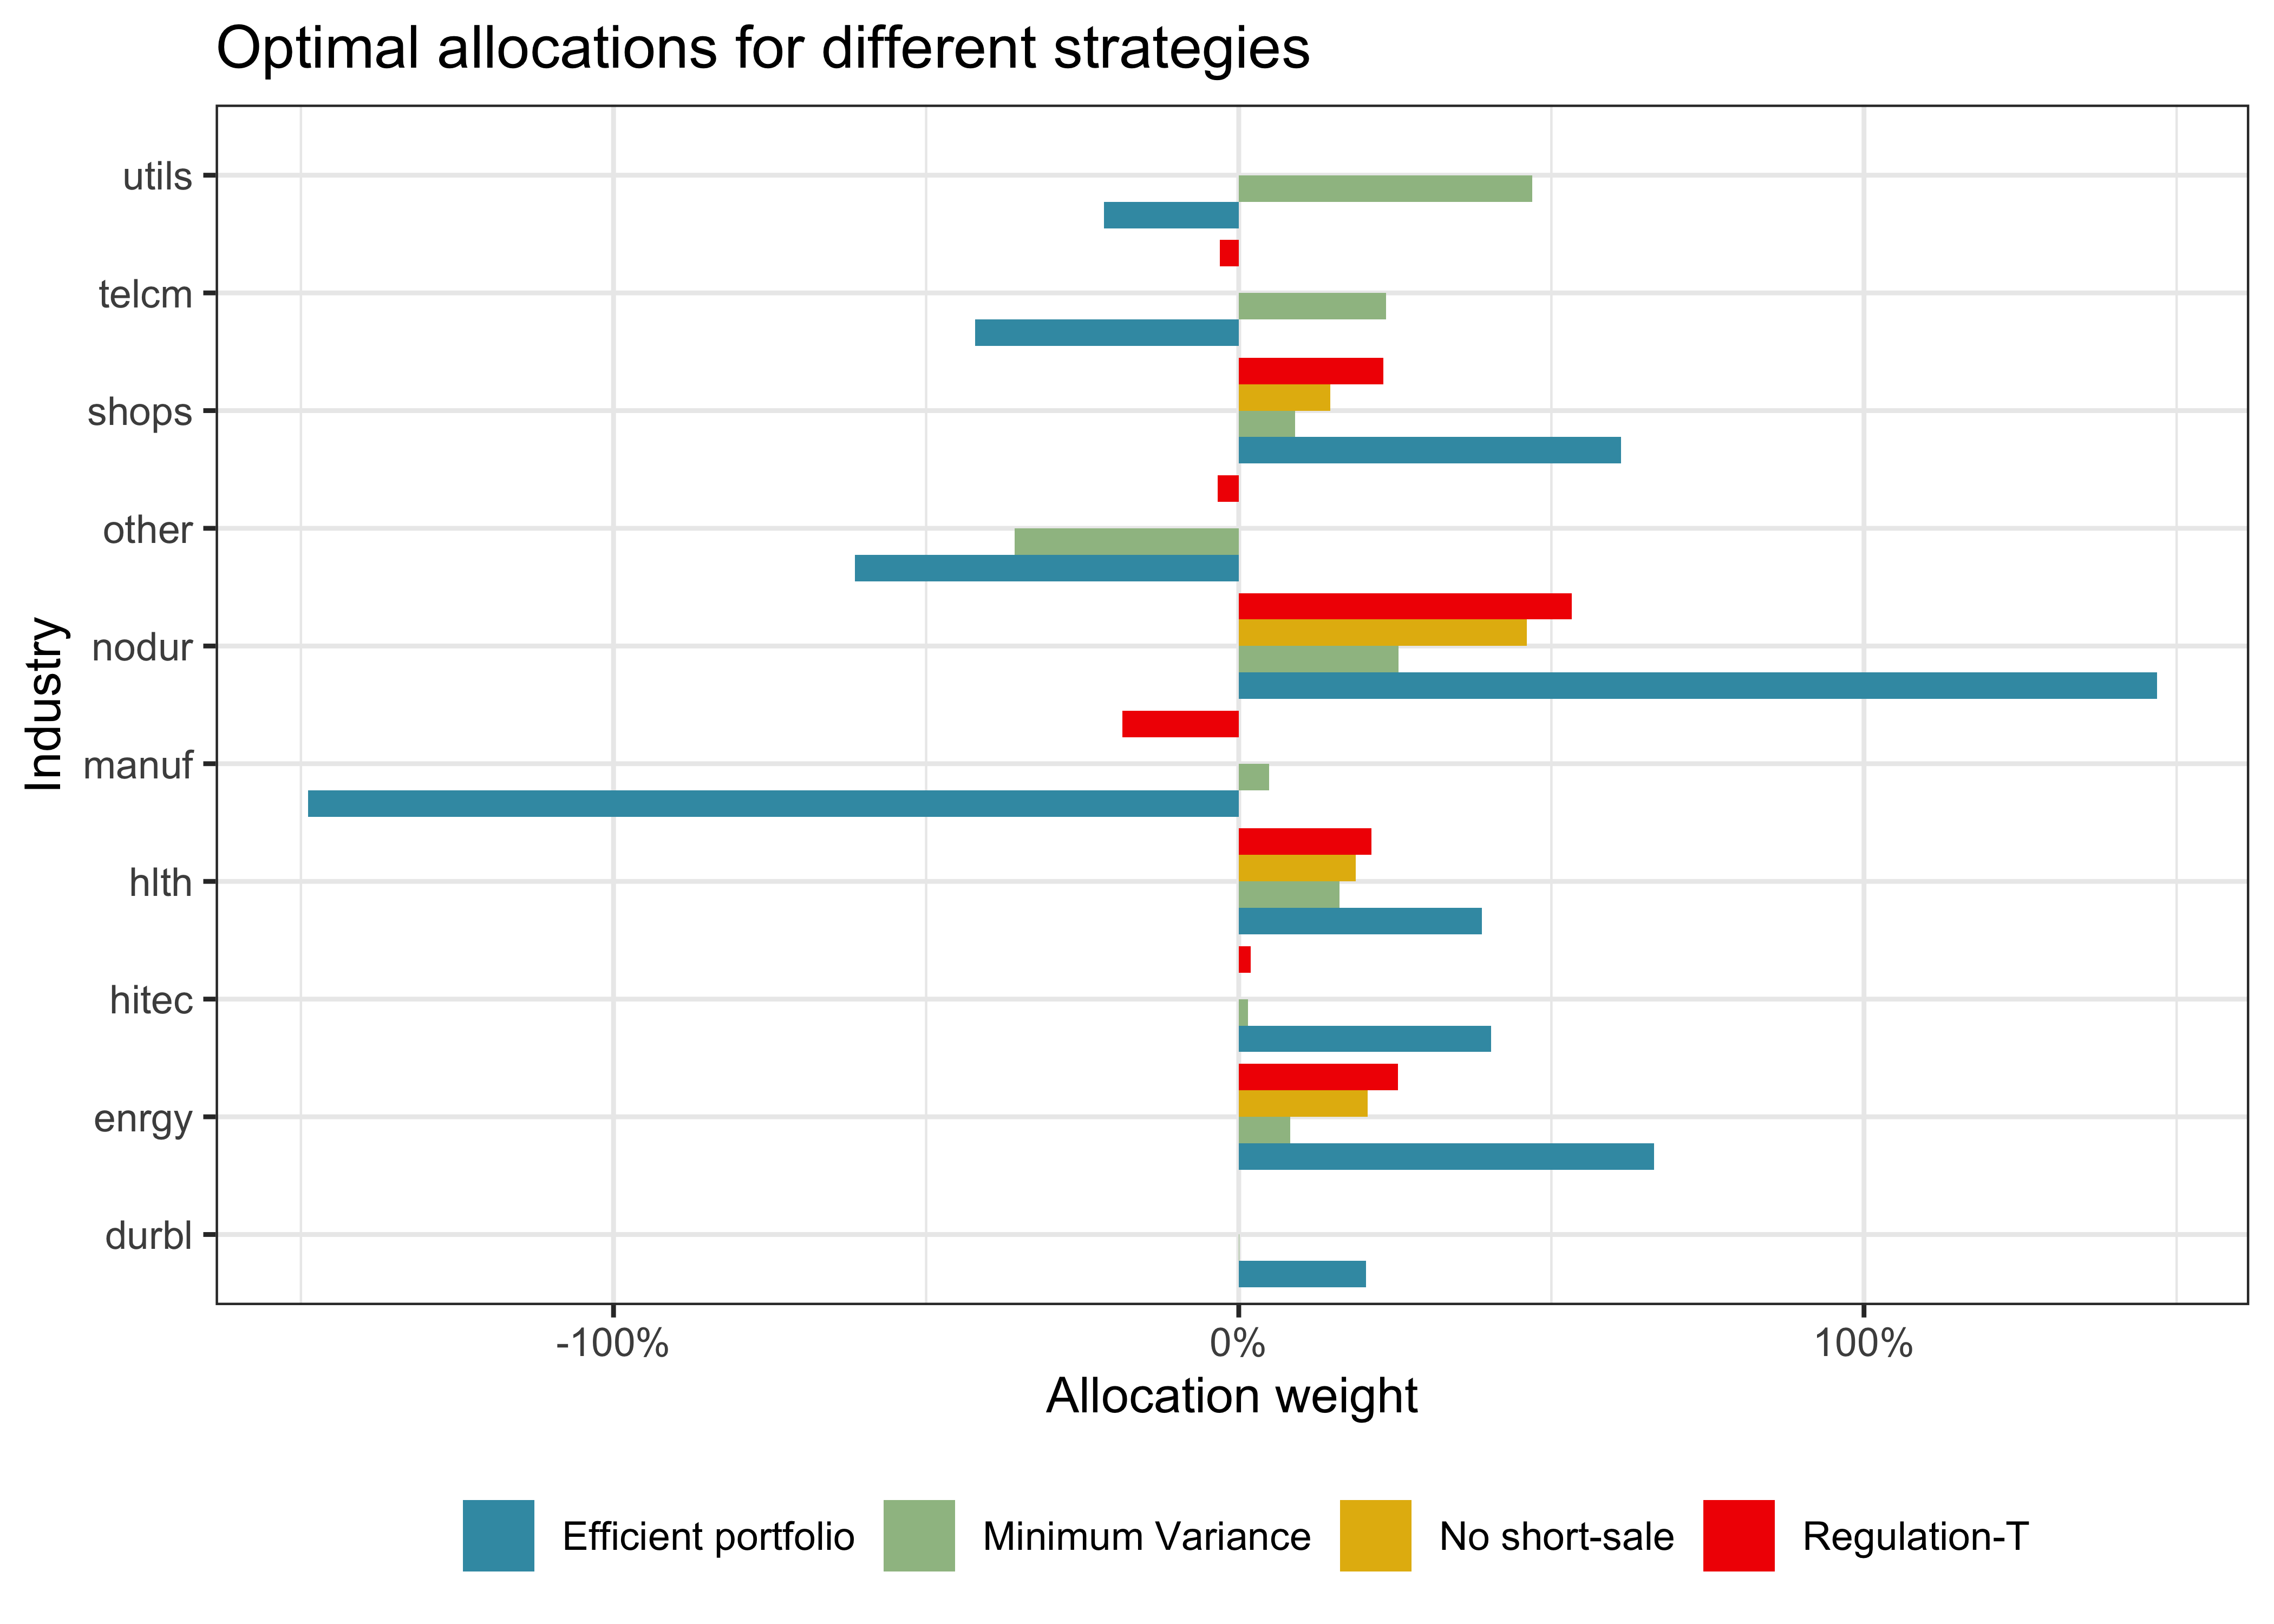 Optimal allocations for different strategies
Industry
utils
telcm
shops
other
nodur
manuf
hlth
hitec
enrgy
durbl
-100% 0% 100%
Allocation weight
Efficient portfolio Minimum Variance No short-sale Regulation-T